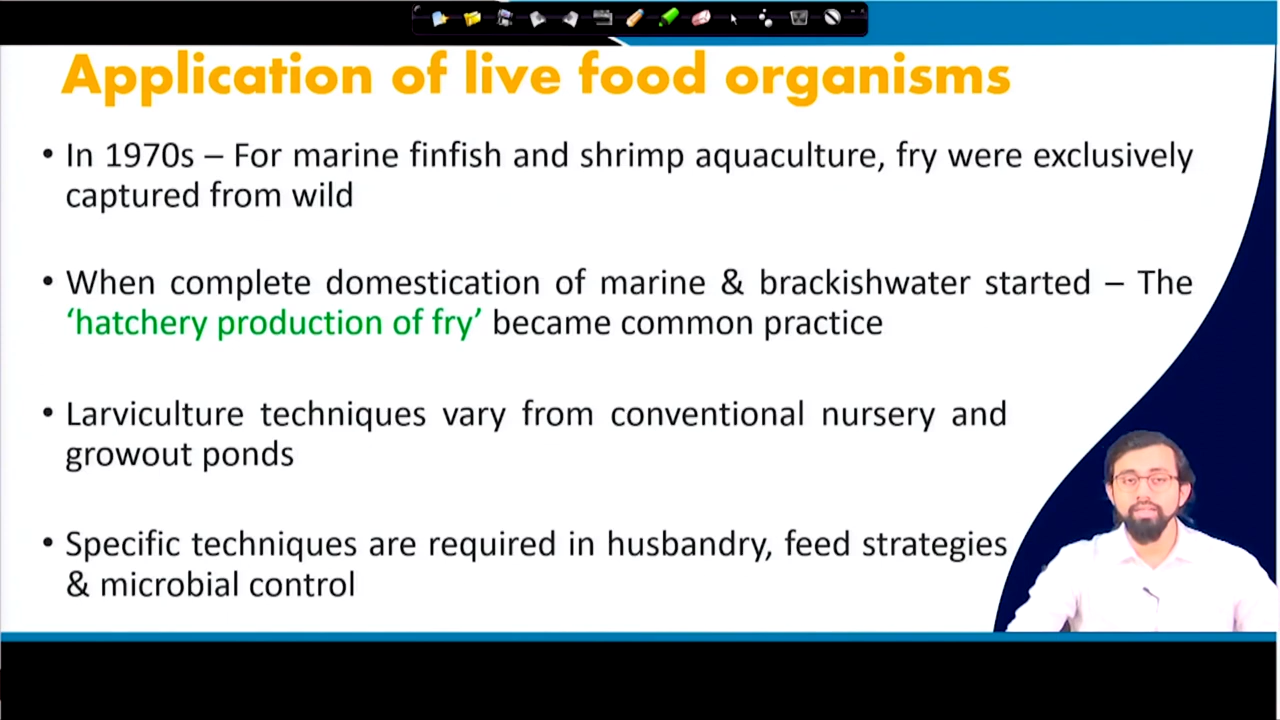 Application of live food organisms
• In 1970s – For marine finfish and shrimp aquaculture, fry were exclusively
captured from wild
• When complete domestication of marine & brackishwater started – The
‘hatchery production of fry’ became common practice
• Larviculture techniques vary from conventional nursery and
growout ponds
• Specific techniques are required in husbandry, feed strategies
& microbial control